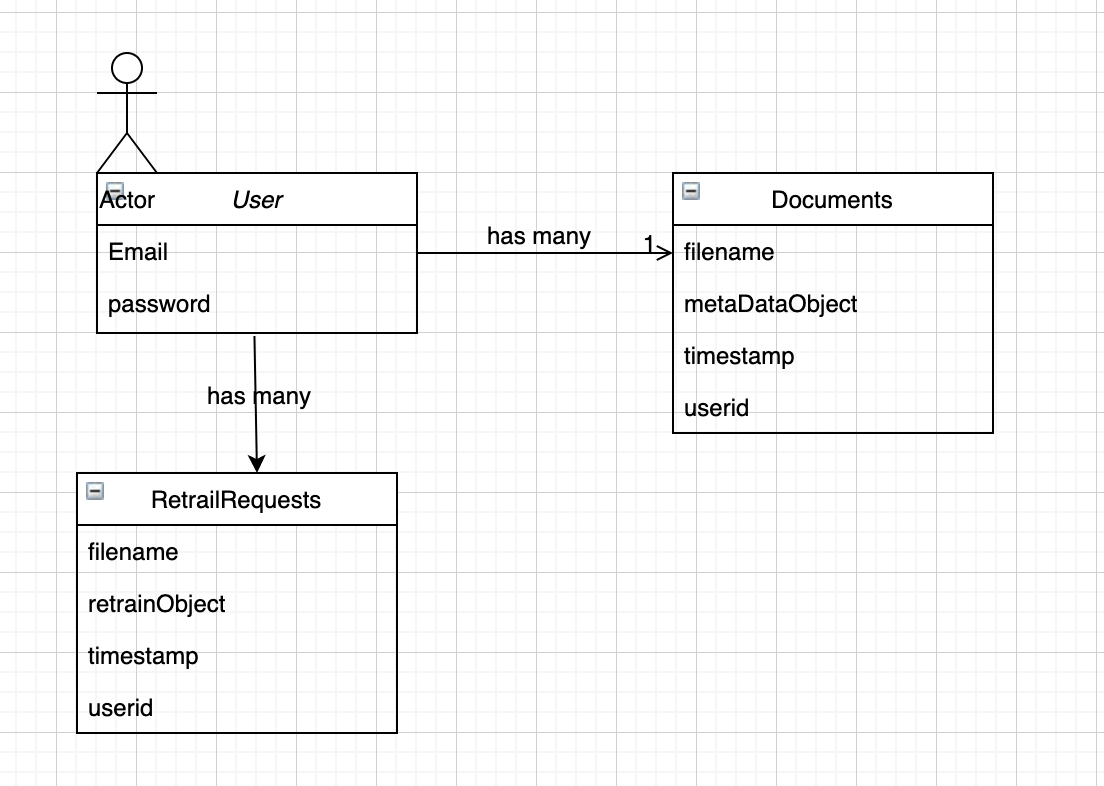 Actor
User
Email
password
has many
1
Documents
filename
metaDataObject
timestamp
userid
has many
RetrailRequests
filename
retrainObject
timestamp
userid